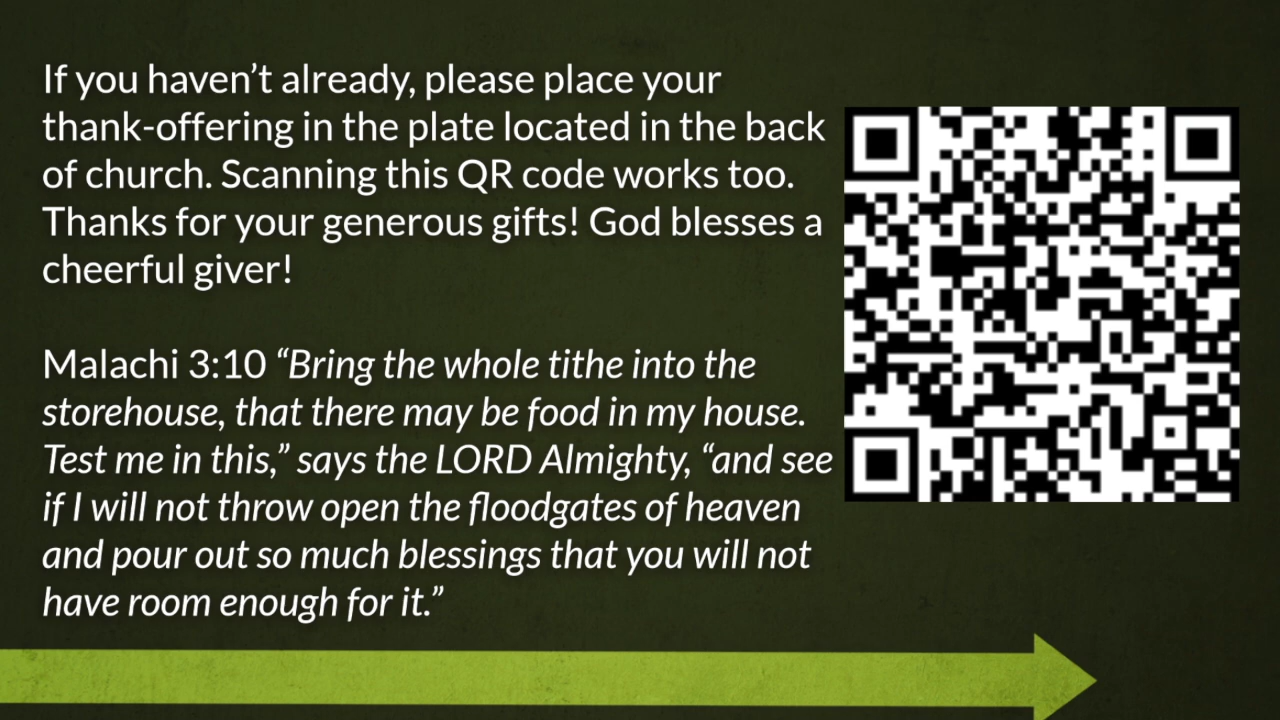 If you haven’t already, please place your
thank-offering in the plate located in the back
of church. Scanning this QR code works too.
Thanks for your generous gifts! God blesses a
cheerful giver!
Malachi 3:10 “Bring the whole tithe into the
storehouse, that there may be food in my house.
Test me in this,” says the LORD Almighty, “and see
if I will not throw open the floodgates of heaven
and pour out so much blessings that you will not
have room enough for it.”